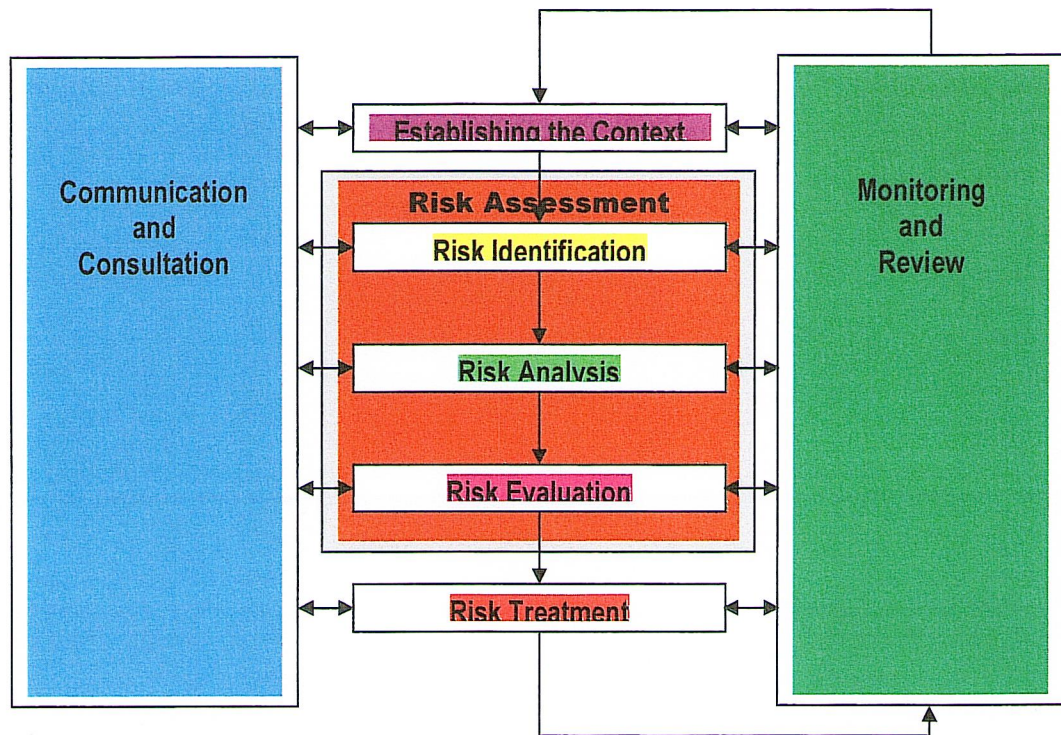 Communication
and
Consultation
Establishing the Context
Risk Assessment
Risk Identification
Risk Analysis
Risk Evaluation
Risk Treatment
Monitoring
and
Review